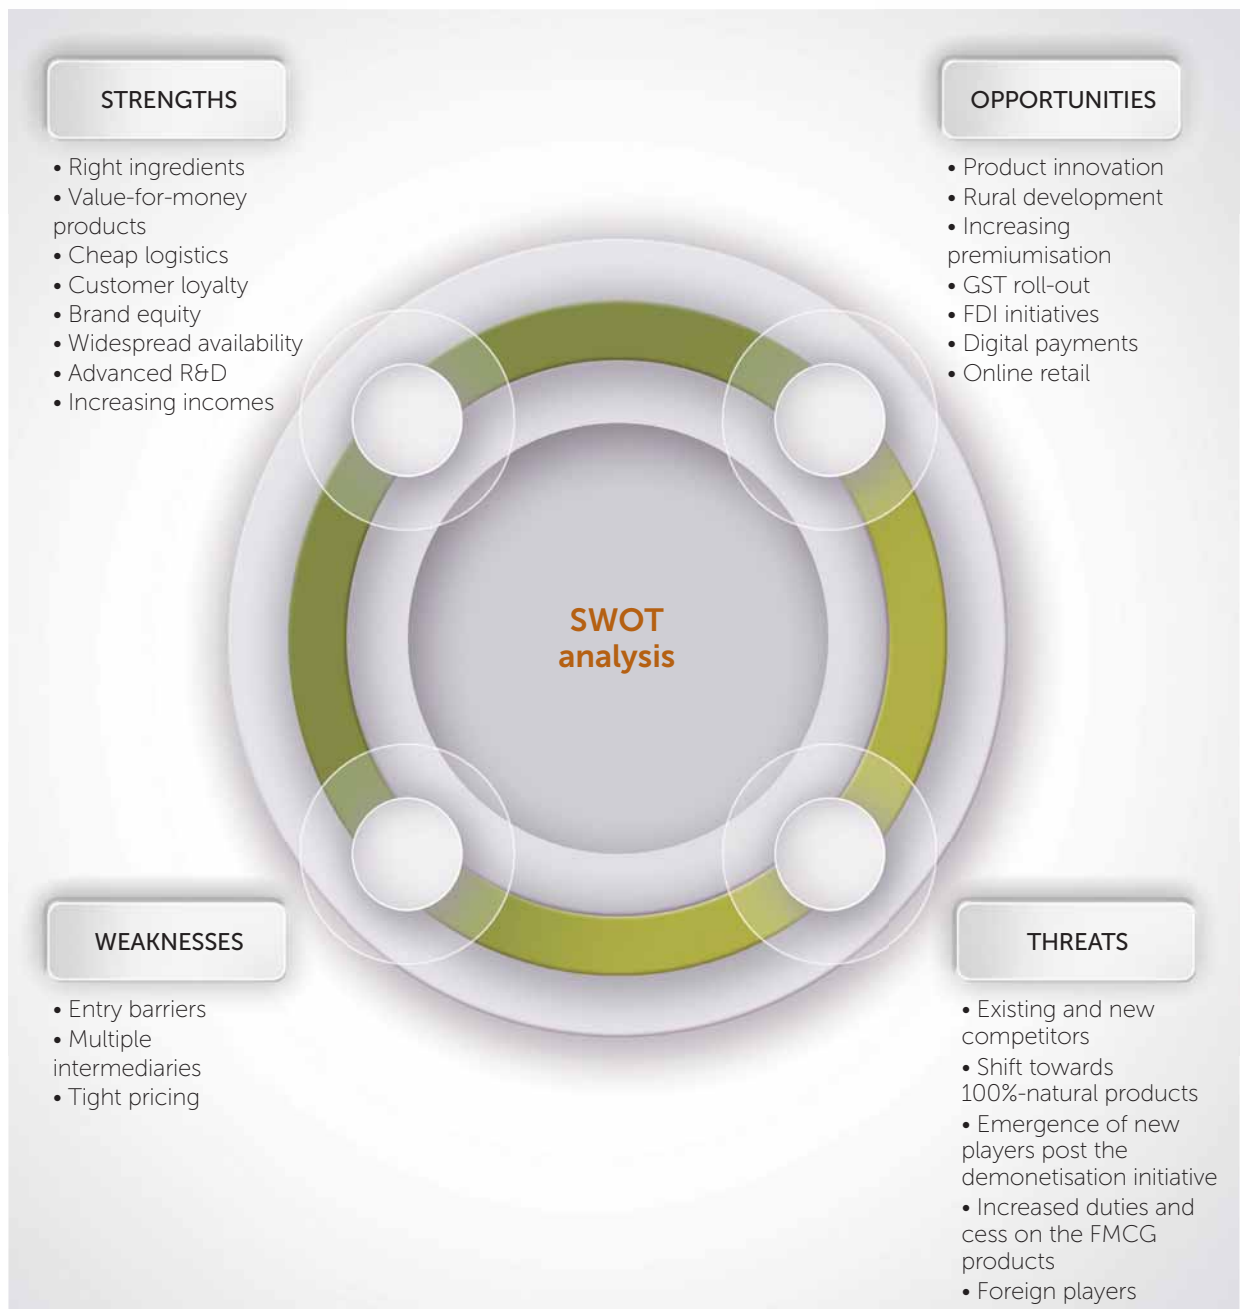 STRENGTHS
• Right ingredients
• Value-for-money
products
• Cheap logistics
• Customer loyalty
• Brand equity
• Widespread availability
• Advanced R&D
• Increasing incomes
OPPORTUNITIES
• Product innovation
• Rural development
• Increasing
premiumisation
• GST roll-out
• FDI initiatives
• Digital payments
• Online retail
SWOT
analysis
WEAKNESSES
• Entry barriers
• Multiple
intermediaries
• Tight pricing
THREATS
• Existing and new
competitors
• Shift towards
100%-natural products
• Emergence of new
players post the
demonetisation initiative
• Increased duties and
cess on the FMCG
products
• Foreign players